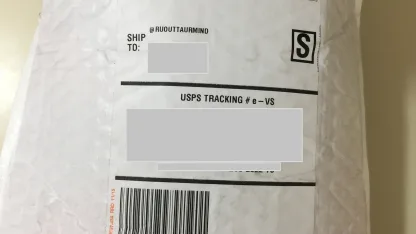 @RUOUTTAURMIND
SHIP
TO:
S
USPS TRACKING # e-VS